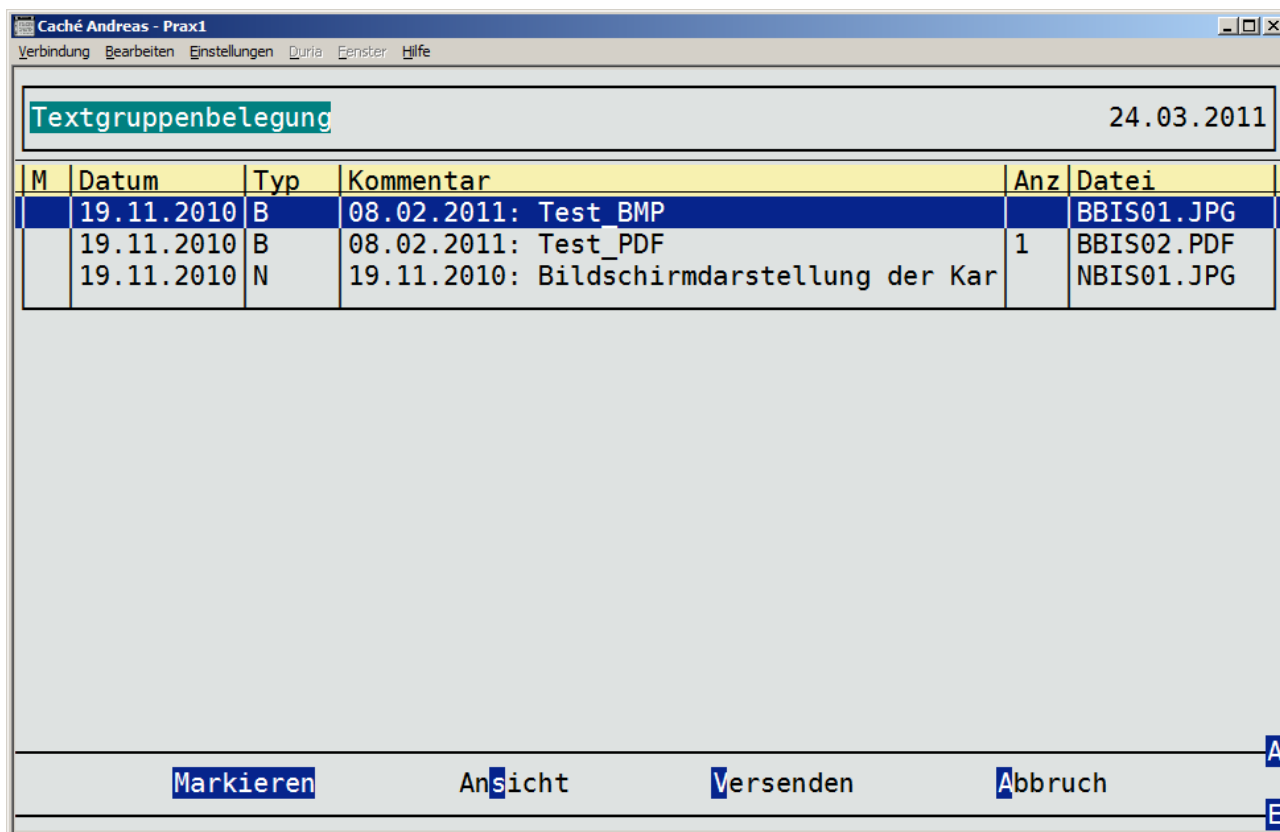 Caché Andreas - Prax1
Verbindung Bearbeiten Einstellungen Duria Fenster Hilfe
Textgruppenbelegung 24.03.2011
M Datum Typ Kommentar Anz Datei
19.11.2010 B 08.02.2011: Test_BMP BBIS01.JPG
19.11.2010 B 08.02.2011: Test_PDF 1 BBIS02.PDF
19.11.2010 N 19.11.2010: Bildschirmdarstellung der Kar NBIS01.JPG
A
Markieren Ansicht Versenden Abbruch
E